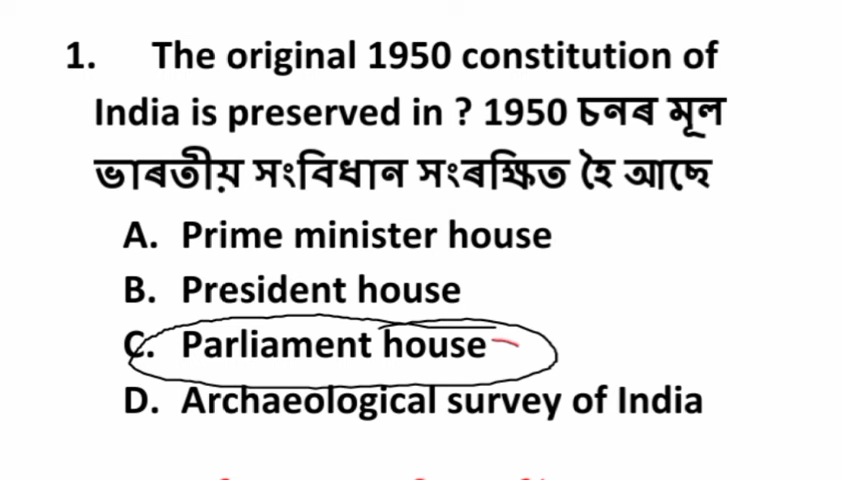 1. The original 1950 constitution of
India is preserved in ? 1950 চনৰ মূল
ভাৰতীয় সংবিধান সংৰক্ষিত হৈ আছে
A. Prime minister house
B. President house
C. Parliament house
D. Archaeological survey of India